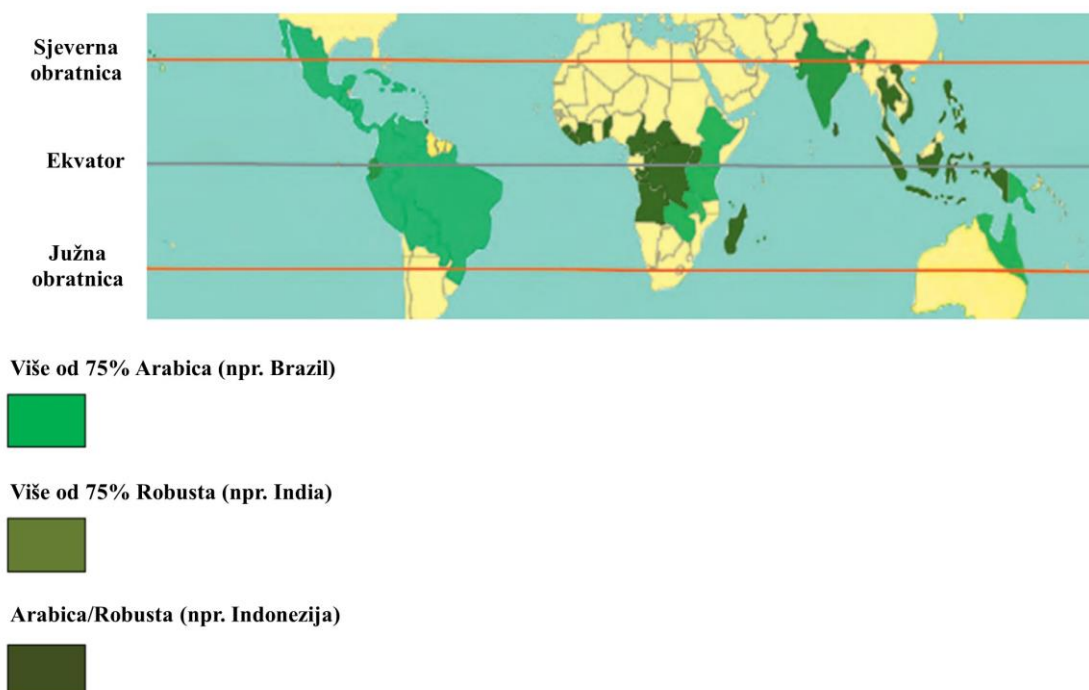 Sjeverna
obratnica
Ekvator
Južna
obratnica
Više od 75% Arabica (npr. Brazil)
Više od 75% Robusta (npr. India)
Arabica/Robusta (npr. Indonezija)